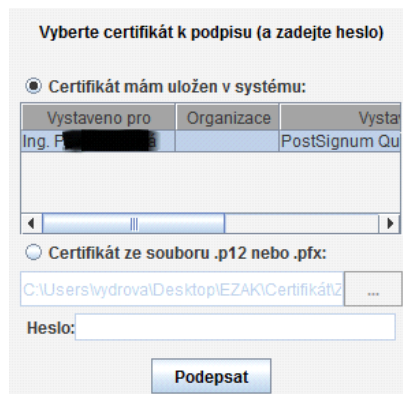 Vyberte certifikát k podpisu (a zadejte heslo)
Certifikát mám uložen v systému:
Vystaveno pro Organizace Vysta
Ing. PostSignum Qu
Certifikát ze souboru .p12 nebo .pfx:
C:\Users\vydrova\Desktop\EZAK\Certifikát\Z ...
Heslo:
Podepsat